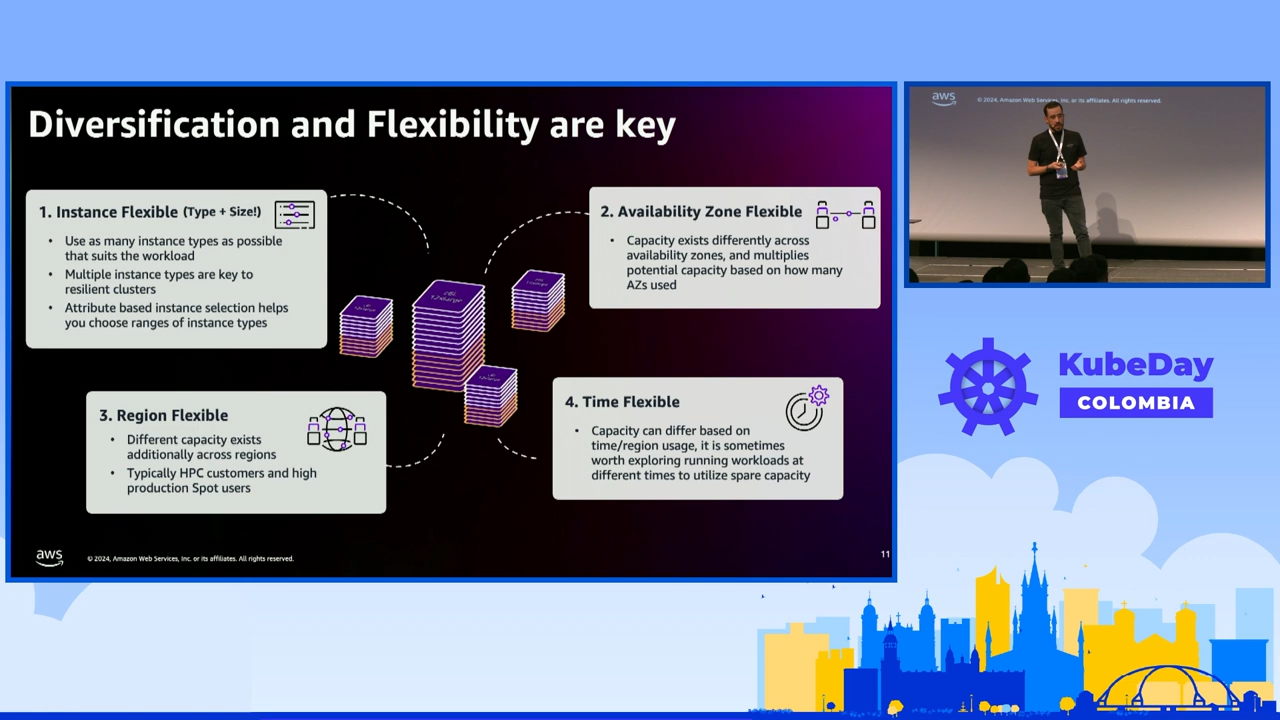 Diversification and Flexibility are key
1. Instance Flexible (Type + Size!)
• Use as many instance types as possible
that suits the workload
• Multiple instance types are key to
resilient clusters
• Attribute based instance selection helps
you choose ranges of instance types
2. Availability Zone Flexible
• Capacity exists differently across
availability zones, and multiplies
potential capacity based on how many
AZs used
3. Region Flexible
• Different capacity exists
additionally across regions
• Typically HPC customers and high
production Spot users
4. Time Flexible
• Capacity can differ based on
time/region usage, it is sometimes
worth exploring running workloads at
different times to utilize spare capacity
aws
© 2024, Amazon Web Services, Inc. or its affiliates. All rights reserved.
11
aws
© 2024, Amazon Web Services, Inc. or its affiliates. All rights reserved.
KubeDay
COLOMBIA